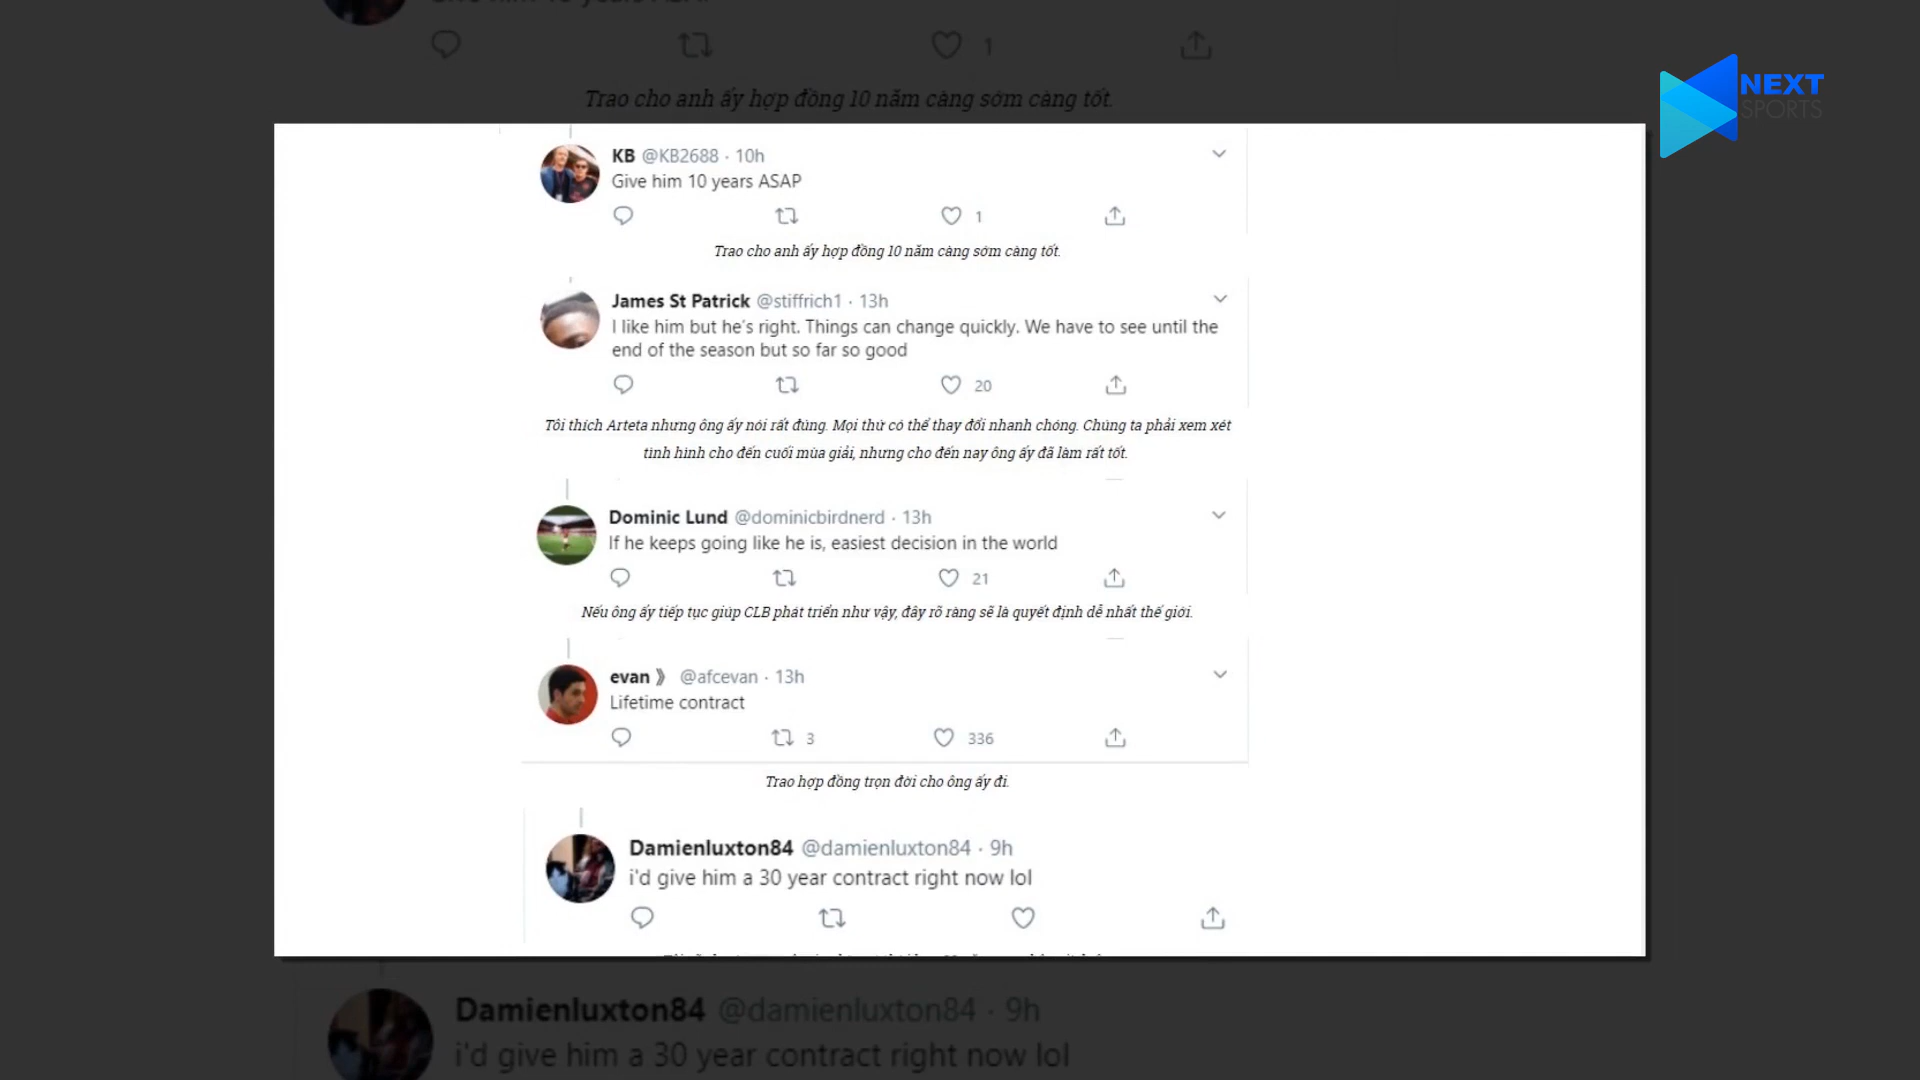 1
Trao cho anh ấy hợp đồng 10 năm càng sớm càng tốt.
NEXT
SPORTS
KB @KB2688 · 10h
Give him 10 years ASAP
1
Trao cho anh ấy hợp đồng 10 năm càng sớm càng tốt.
James St Patrick @stiffrich1 · 13h
I like him but he's right. Things can change quickly. We have to see until the
end of the season but so far so good
20
Tôi thích Arteta nhưng ông ấy nói rất đúng. Mọi thứ có thể thay đổi nhanh chóng. Chúng ta phải xem xét
tình hình cho đến cuối mùa giải, nhưng cho đến nay ông ấy đã làm rất tốt.
Dominic Lund @dominicbirdnerd · 13h
If he keeps going like he is, easiest decision in the world
21
Nếu ông ấy tiếp tục giúp CLB phát triển như vậy, đây rõ ràng sẽ là quyết định dễ nhất thế giới.
evan 》 @afcevan · 13h
Lifetime contract
3 336
Trao hợp đồng trọn đời cho ông ấy đi.
Damienluxton84 @damienluxton84 · 9h
i'd give him a 30 year contract right now lol
Damienluxton84 @damienluxton84 · 9h
i'd give him a 30 year contract right now lol